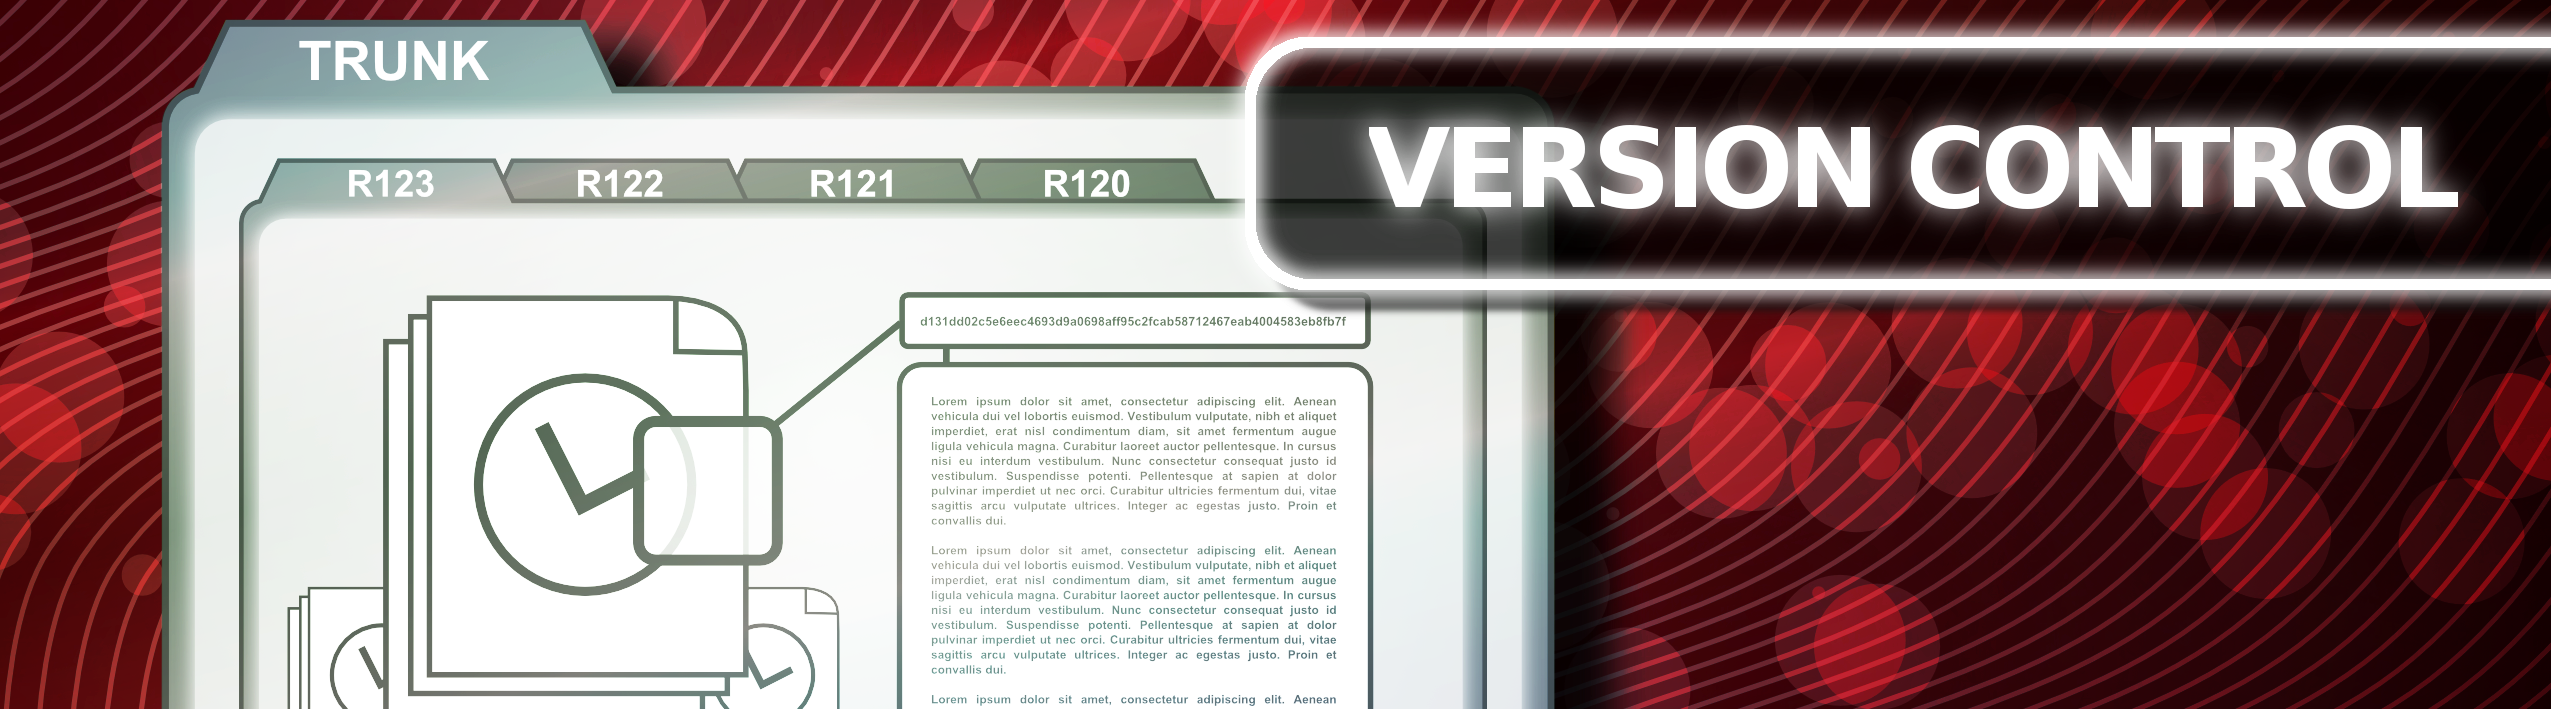 TRUNK
VERSION CONTROL
R123 R122 R121 R120
d131dd02c5e6eec4693d9a0698aff95c2fcab58712467eab4004583eb8fb7f
Lorem ipsum dolor sit amet, consectetur adipiscing elit. Aenean
vehicula dui vel lobortis euismod. Vestibulum vulputate, nibh et aliquet
imperdiet, erat nisl condimentum diam, sit amet fermentum augue
ligula vehicula magna. Curabitur laoreet auctor pellentesque. In cursus
nisi eu interdum vestibulum. Nunc consectetur consequat justo id
vestibulum. Suspendisse potenti. Pellentesque at sapien at dolor
pulvinar imperdiet ut nec orci. Curabitur ultricies fermentum dui, vitae
sagittis arcu vulputate ultrices. Integer ac egestas justo. Proin et
convallis dui.
Lorem ipsum dolor sit amet, consectetur adipiscing elit. Aenean
vehicula dui vel lobortis euismod. Vestibulum vulputate, nibh et aliquet
imperdiet, erat nisl condimentum diam, sit amet fermentum augue
ligula vehicula magna. Curabitur laoreet auctor pellentesque. In cursus
nisi eu interdum vestibulum. Nunc consectetur consequat justo id
vestibulum. Suspendisse potenti. Pellentesque at sapien at dolor
pulvinar imperdiet ut nec orci. Curabitur ultricies fermentum dui, vitae
sagittis arcu vulputate ultrices. Integer ac egestas justo. Proin et
convallis dui.
Lorem ipsum dolor sit amet, consectetur adipiscing elit. Aenean